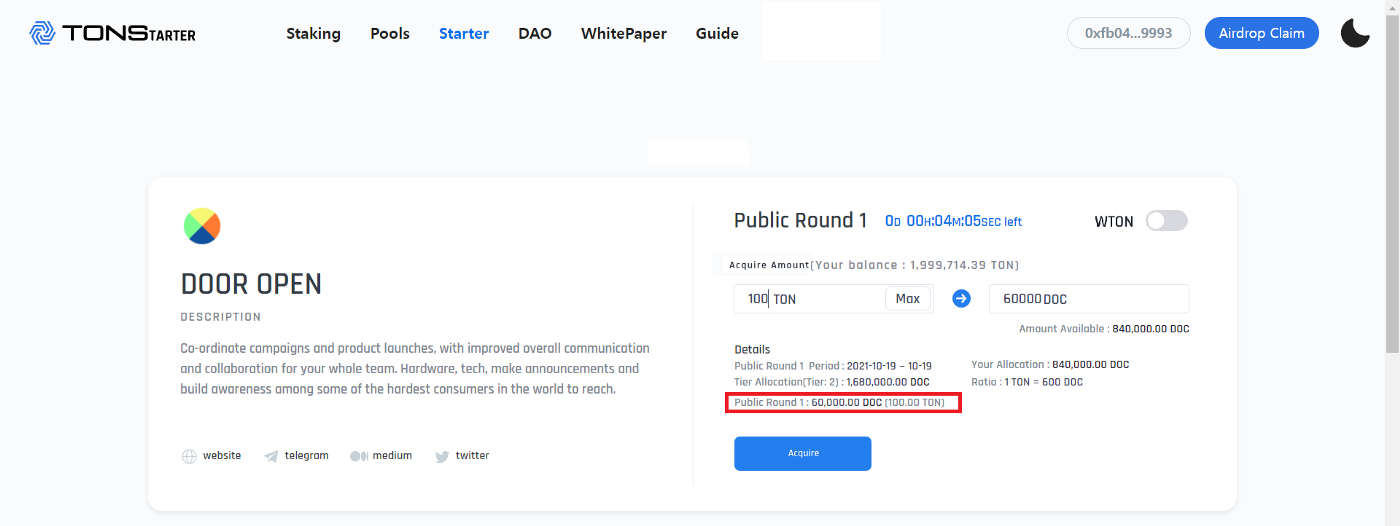 TONSTARTER Staking Pools Starter DAO WhitePaper Guide 0xfb04...9993 Airdrop Claim
DOOR OPEN
DESCRIPTION
Co-ordinate campaigns and product launches, with improved overall communication
and collaboration for your whole team. Hardware, tech, make announcements and
build awareness among some of the hardest consumers in the world to reach.
website telegram medium twitter
Public Round 1 0D 00H:04M:05SEC left WTON
Acquire Amount(Your balance : 1,999,714.39 TON)
100 TON Max 60000DOC
Amount Available : 840,000.00 DOC
Details
Public Round 1 Period : 2021-10-19 ~ 10-19 Your Allocation : 840,000.00 DOC
Tier Allocation(Tier: 2) : 1,680,000.00 DOC Ratio : 1 TON = 600 DOC
Public Round 1 : 60,000.00 DOC (100.00 TON)
Acquire